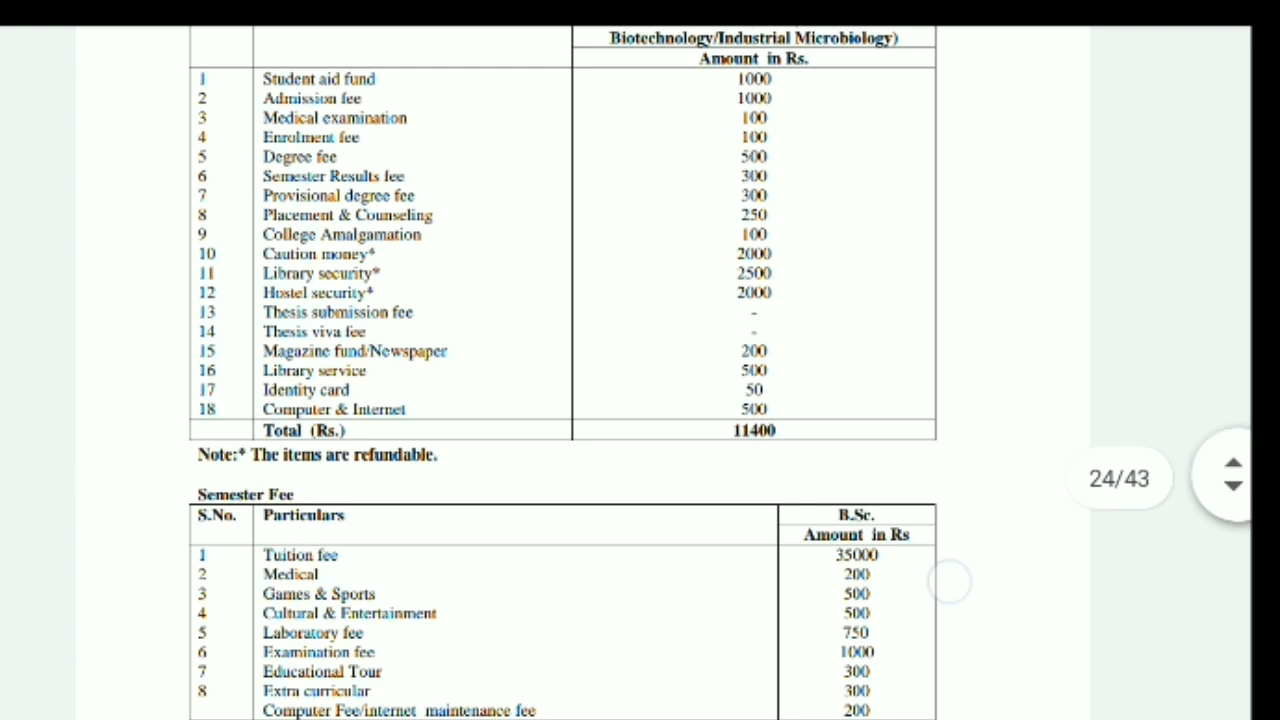 Biotechnology/Industrial Microbiology)
Amount in Rs.
1 Student aid fund 1000
2 Admission fee 1000
3 Medical examination 100
4 Enrolment fee 100
5 Degree fee 500
6 Semester Results fee 300
7 Provisional degree fee 300
8 Placement & Counseling 250
9 College Amalgamation 100
10 Caution money* 2000
11 Library security* 2500
12 Hostel security* 2000
13 Thesis submission fee -
14 Thesis viva fee -
15 Magazine fund/Newspaper 200
16 Library service 500
17 Identity card 50
18 Computer & Internet 500
Total (Rs.) 11400
Note:* The items are refundable.
24/43
Semester Fee
S.No. Particulars B.Sc.
Amount in Rs
1 Tuition fee 35000
2 Medical 200
3 Games & Sports 500
4 Cultural & Entertainment 500
5 Laboratory fee 750
6 Examination fee 1000
7 Educational Tour 300
8 Extra curricular 300
Computer Fee/internet maintenance fee 200